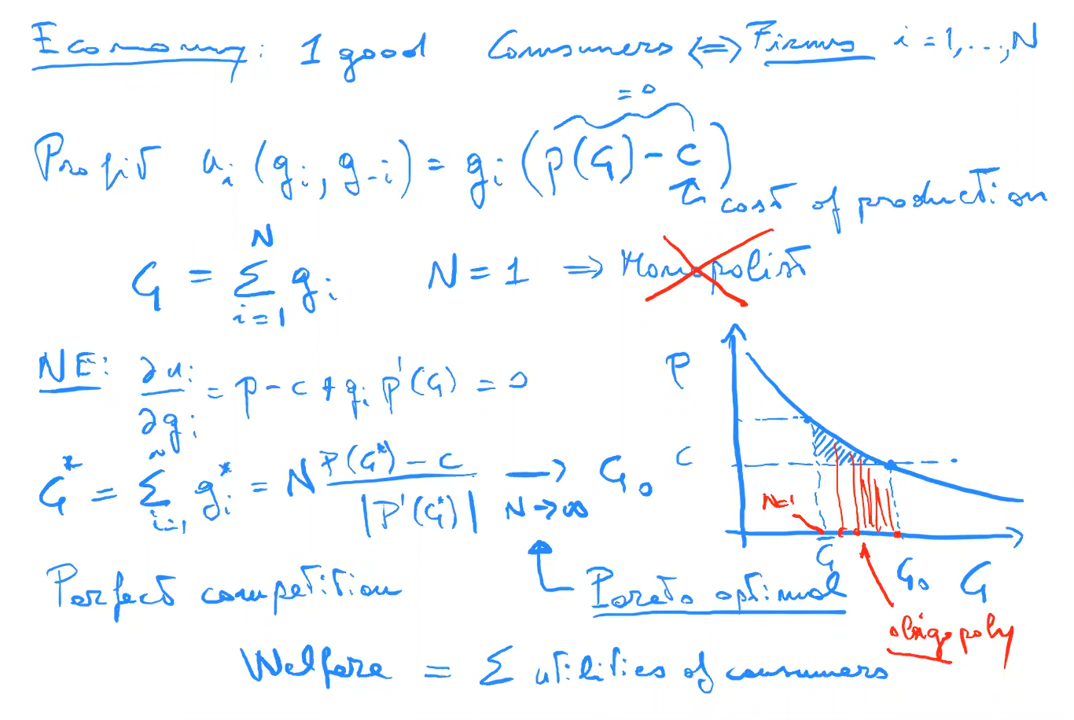 Economy: 1 good Consumers ⇔ Firms i = 1,...,N
= 0
Profit u_i (g_i, g_-i) = g_i (p(G) - c)
cost of production
G = Σ_{i=1}^{N} g_i N = 1 ⇒ Monopolist
NE: ∂u_i/∂g_i = p - c + g_i p'(G) = 0
G* = Σ_{i=1}^{N} g_i* = N (P(G*) - c)/|P'(G*)| → N→∞ G_0
P
C
NE
G̅ G_0 G
Perfect competition Pareto optimal
oligopoly
Welfare = Σ utilities of consumers